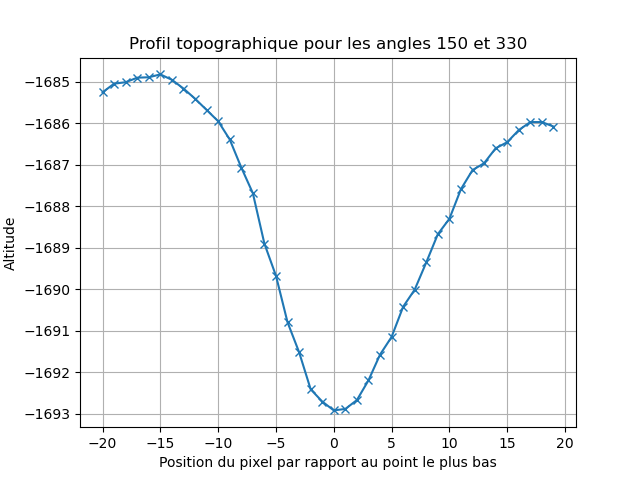 Profil topographique pour les angles 150 et 330
−1685
−1686
−1687
−1688
−1689
−1690
−1691
−1692
−1693
Altitude
−20 −15 −10 −5 0 5 10 15 20
Position du pixel par rapport au point le plus bas